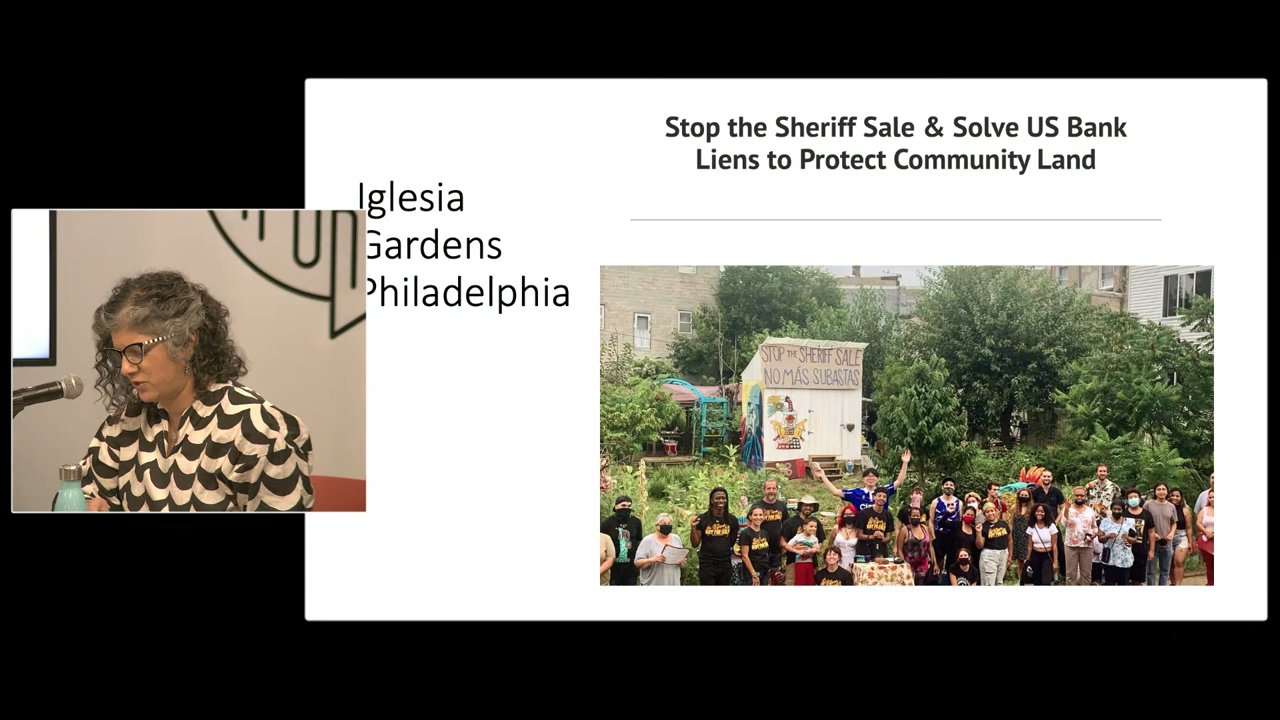 Stop the Sheriff Sale & Solve US Bank
Liens to Protect Community Land
Iglesia
Gardens
Philadelphia
STOP THE SHERIFF SALE
NO MÁS SUBASTAS